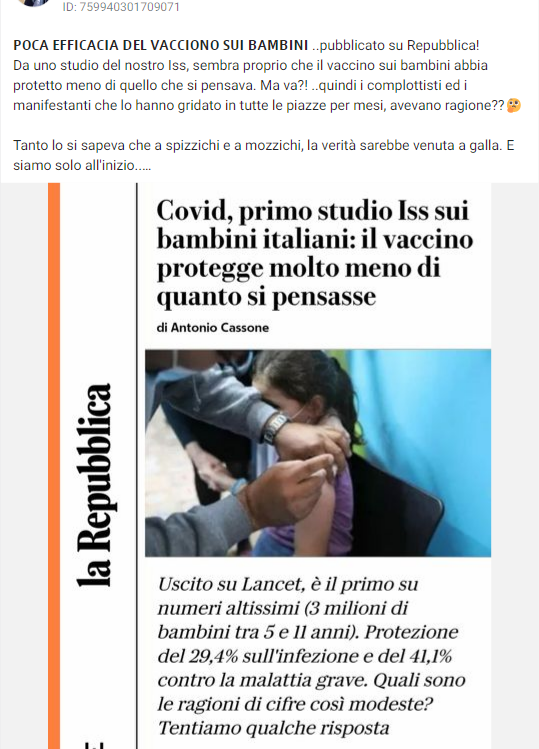 ID: 759940301709071
POCA EFFICACIA DEL VACCIONO SUI BAMBINI ..pubblicato su Repubblica!
Da uno studio del nostro Iss, sembra proprio che il vaccino sui bambini abbia
protetto meno di quello che si pensava. Ma va?! ..quindi i complottisti ed i
manifestanti che lo hanno gridato in tutte le piazze per mesi, avevano ragione??🤔
Tanto lo si sapeva che a spizzichi e a mozzichi, la verità sarebbe venuta a galla. E
siamo solo all'inizio.....
Covid, primo studio Iss sui
bambini italiani: il vaccino
protegge molto meno di
quanto si pensasse
di Antonio Cassone
la Repubblica
Uscito su Lancet, è il primo su
numeri altissimi (3 milioni di
bambini tra 5 e 11 anni). Protezione
del 29,4% sull'infezione e del 41,1%
contro la malattia grave. Quali sono
le ragioni di cifre così modeste?
Tentiamo qualche risposta